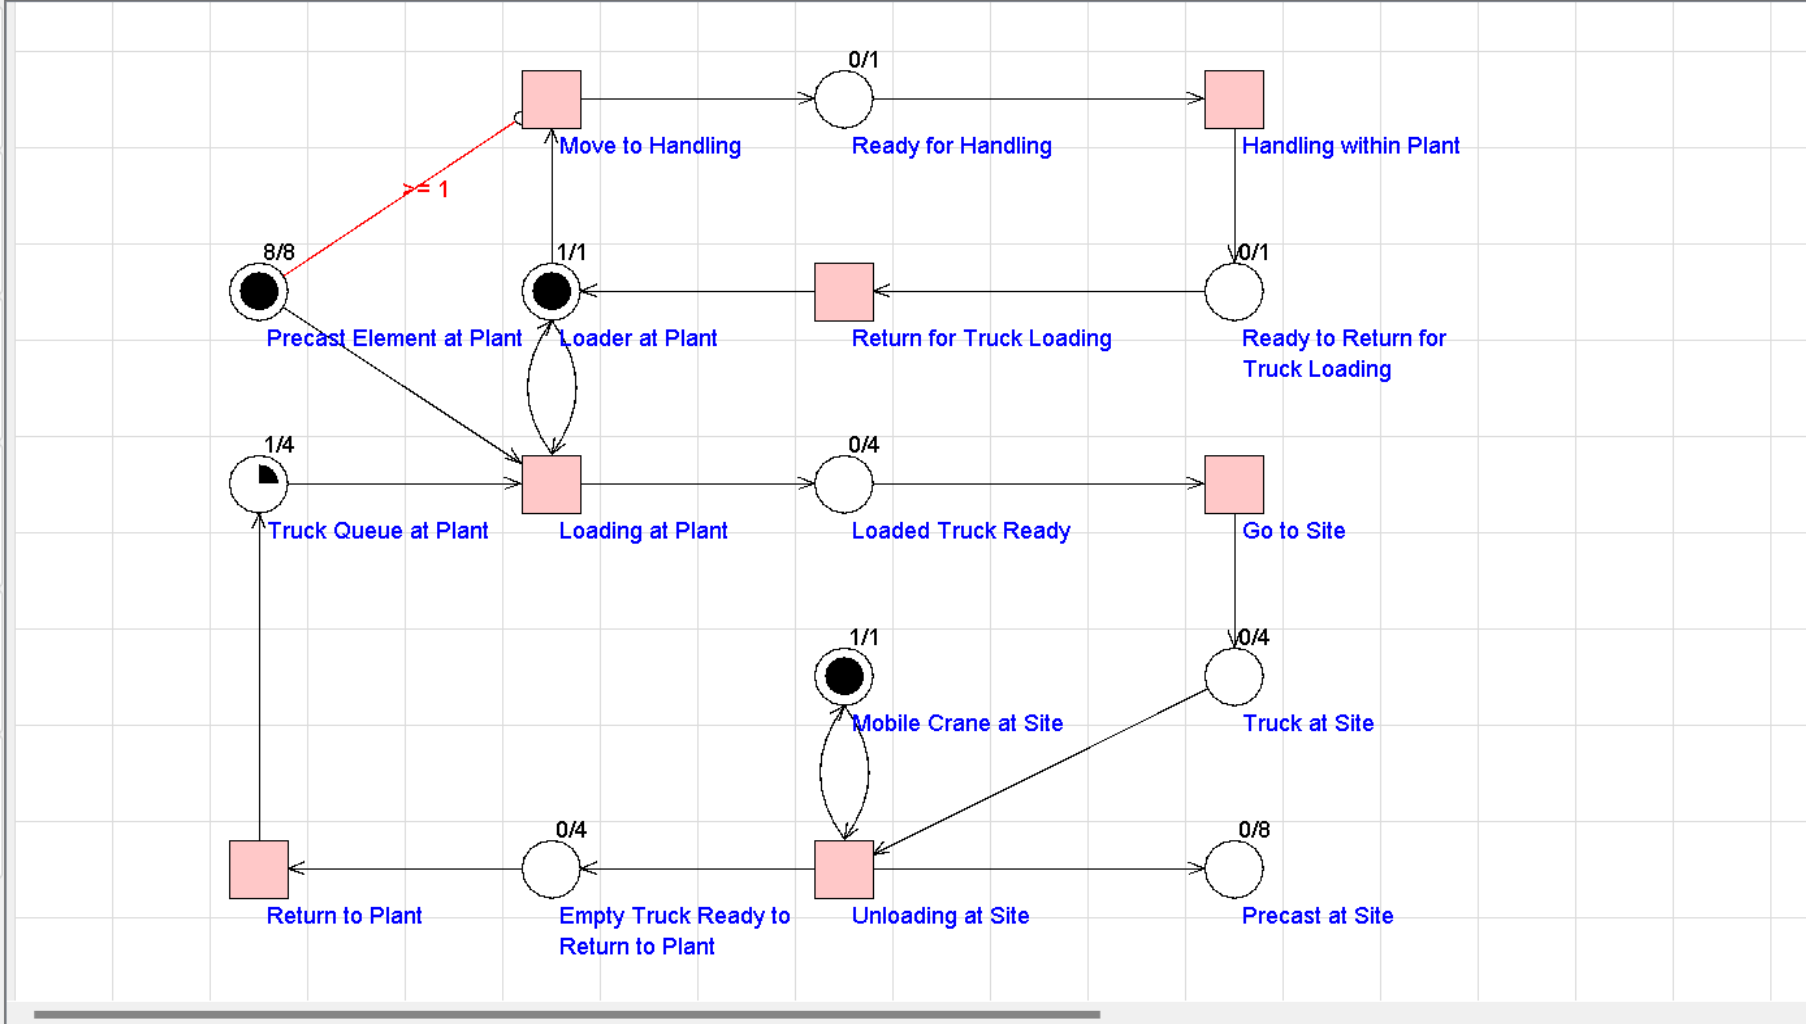 0/1
Move to Handling
Ready for Handling
Handling within Plant
>= 1
8/8
1/1
0/1
Precast Element at Plant
Loader at Plant
Return for Truck Loading
Ready to Return for
Truck Loading
1/4
0/4
Truck Queue at Plant
Loading at Plant
Loaded Truck Ready
Go to Site
1/1
0/4
Mobile Crane at Site
Truck at Site
0/4
0/8
Return to Plant
Empty Truck Ready to
Return to Plant
Unloading at Site
Precast at Site